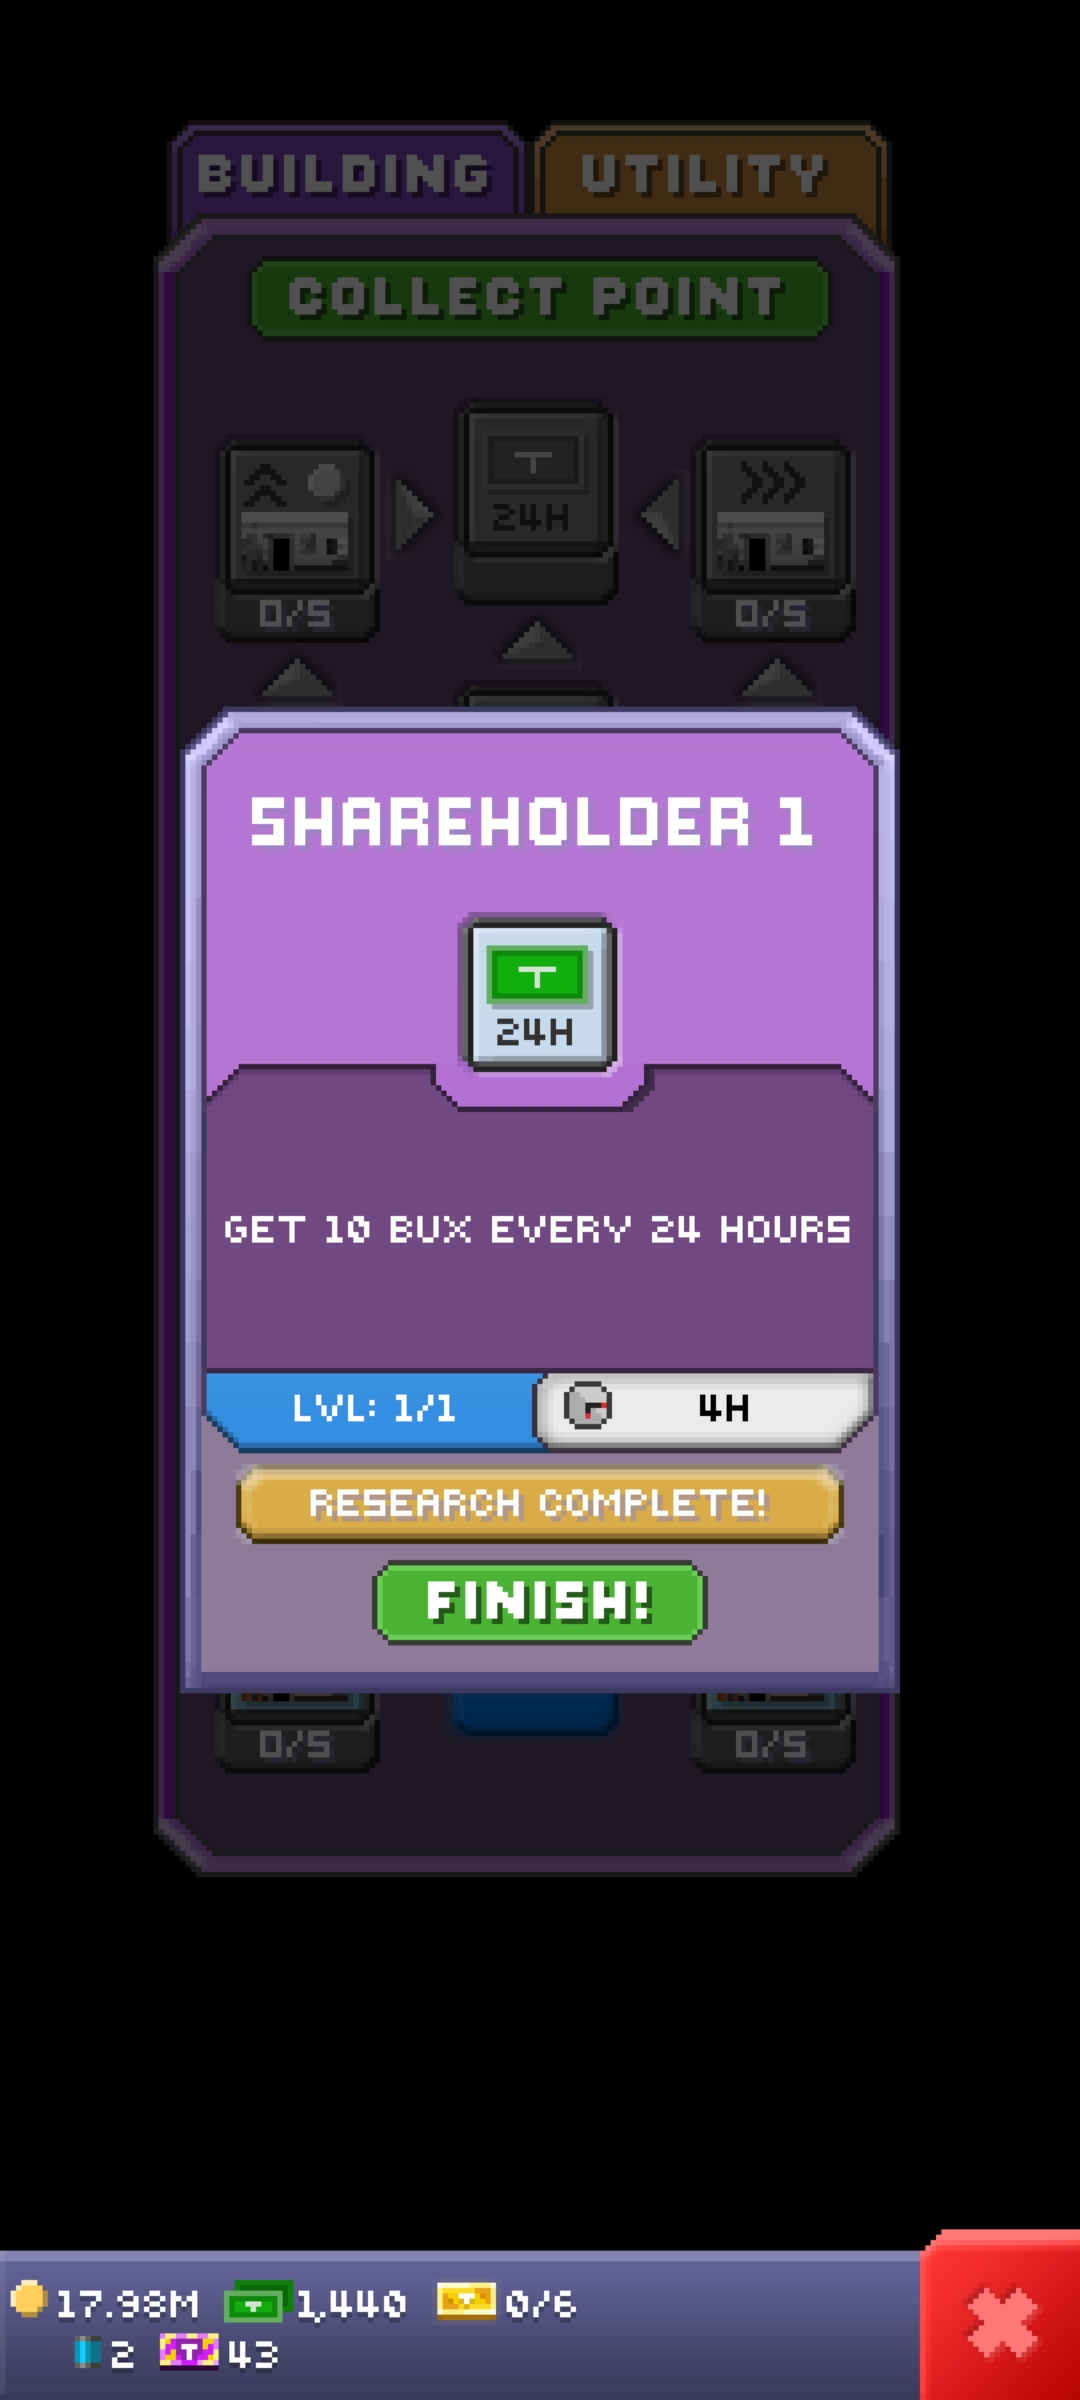 BUILDING UTILITY
COLLECT POINT
24H
0/5 0/5
SHAREHOLDER 1
T
24H
GET 10 BUX EVERY 24 HOURS
LVL: 1/1 4H
RESEARCH COMPLETE!
FINISH!
0/5 0/5
17.98M 1,440 0/6
2 43